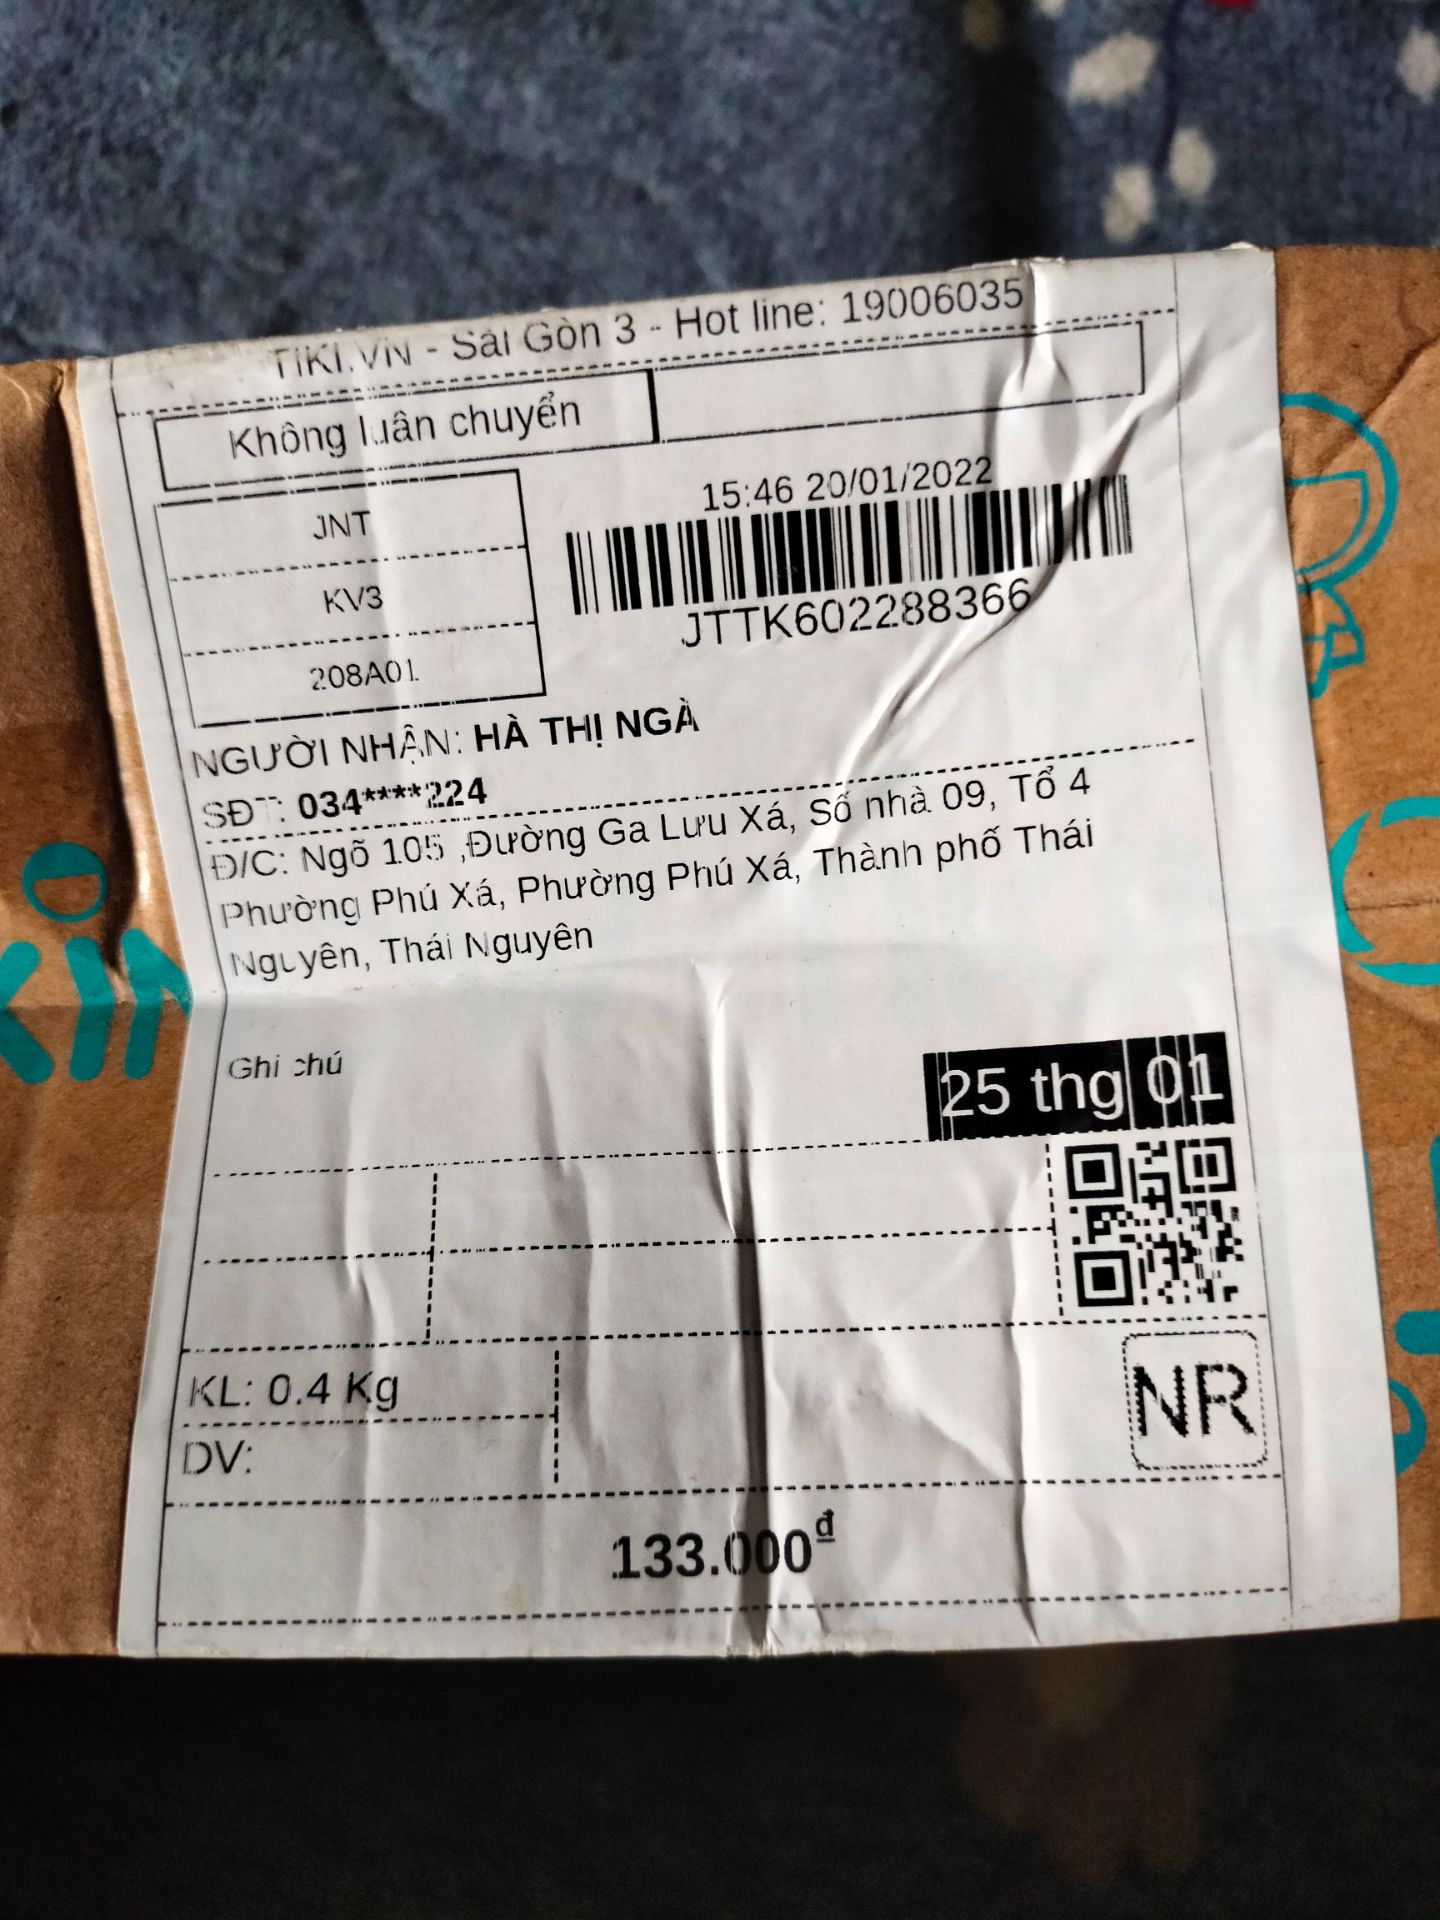 TIKI.VN - Sài Gòn 3 - Hot line: 19006035
Không luân chuyển
15:46 20/01/2022
JNT
KV3
208A01
JTTK602288366
NGƯỜI NHẬN: HÀ THỊ NGÀ
SĐT: 034****224
Đ/C: Ngõ 105 ,Đường Ga Lưu Xá, Số nhà 09, Tổ 4
Phường Phú Xá, Phường Phú Xá, Thành phố Thái
Nguyên, Thái Nguyên
Ghi chú
25 thg 01
KL: 0.4 Kg
NR
DV:
133.000đ